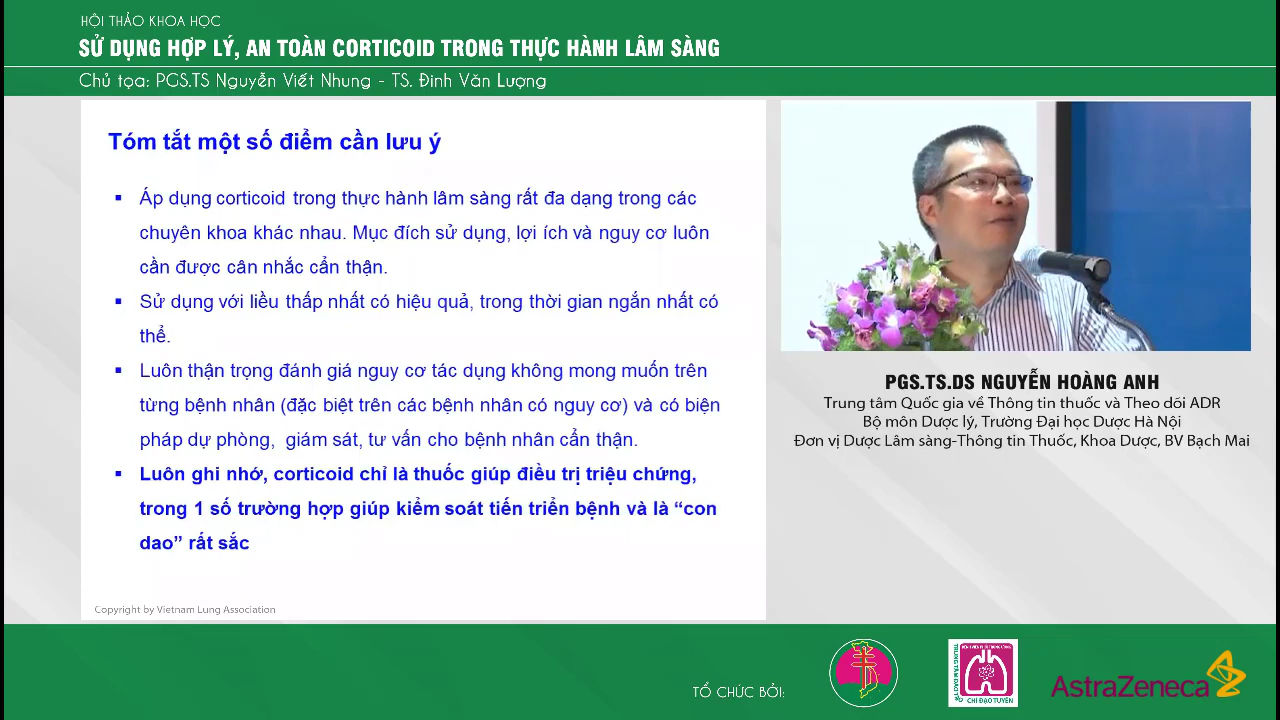 HỘI THẢO KHOA HỌC
SỬ DỤNG HỢP LÝ, AN TOÀN CORTICOID TRONG THỰC HÀNH LÂM SÀNG
Chủ tọa: PGS.TS Nguyễn Viết Nhung - TS. Đinh Văn Lượng
Tóm tắt một số điểm cần lưu ý
▪ Áp dụng corticoid trong thực hành lâm sàng rất đa dạng trong các
chuyên khoa khác nhau. Mục đích sử dụng, lợi ích và nguy cơ luôn
cần được cân nhắc cẩn thận.
▪ Sử dụng với liều thấp nhất có hiệu quả, trong thời gian ngắn nhất có
thể.
▪ Luôn thận trọng đánh giá nguy cơ tác dụng không mong muốn trên
từng bệnh nhân (đặc biệt trên các bệnh nhân có nguy cơ) và có biện
pháp dự phòng, giám sát, tư vấn cho bệnh nhân cẩn thận.
▪ Luôn ghi nhớ, corticoid chỉ là thuốc giúp điều trị triệu chứng,
trong 1 số trường hợp giúp kiểm soát tiến triển bệnh và là “con
dao” rất sắc
Copyright by Vietnam Lung Association
PGS.TS.DS NGUYỄN HOÀNG ANH
Trung tâm Quốc gia về Thông tin thuốc và Theo dõi ADR
Bộ môn Dược lý, Trường Đại học Dược Hà Nội
Đơn vị Dược Lâm sàng-Thông tin Thuốc, Khoa Dược, BV Bạch Mai
TỔ CHỨC BỞI:
CHỈ ĐẠO TUYẾN
AstraZeneca